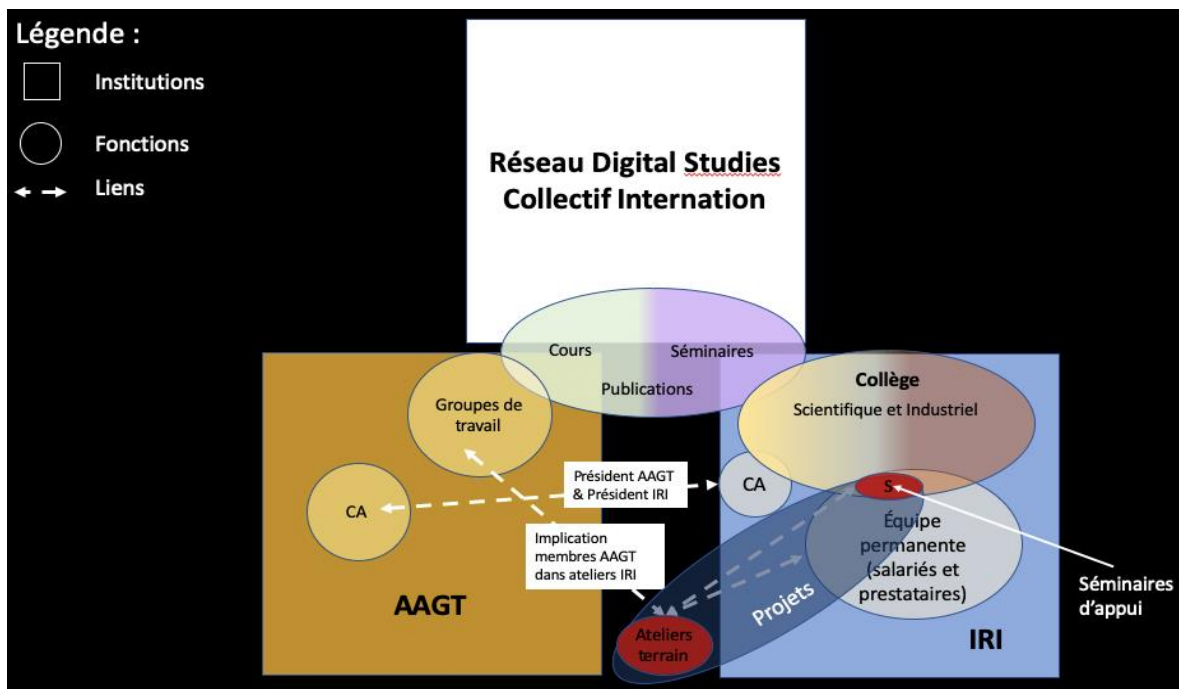 Légende :
Institutions
Fonctions
Liens
Réseau Digital Studies
Collectif Internation
Cours
Séminaires
Publications
Groupes de
travail
Collège
Scientifique et Industriel
Président AAGT
& Président IRI
CA
CA
S
Implication
membres AAGT
dans ateliers IRI
Équipe
permanente
(salariés et
prestataires)
Projets
Séminaires
d'appui
AAGT
Ateliers
terrain
IRI